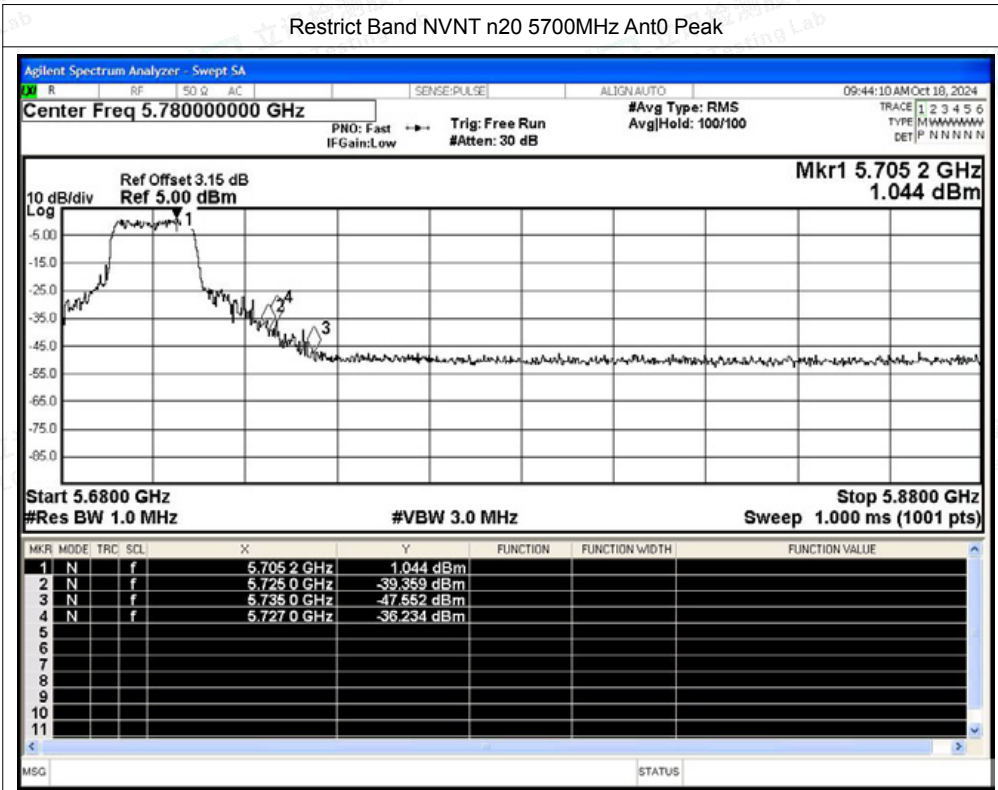 Restrict Band NVNT n20 5700MHz Ant0 Peak
Agilent Spectrum Analyzer - Swept SA
LXI R RF 50 Ω AC SENSE:PULSE ALIGN AUTO 09:44:10 AM Oct 18, 2024
Center Freq 5.780000000 GHz
PNO: Fast
IFGain:Low
Trig: Free Run
#Atten: 30 dB
#Avg Type: RMS
Avg|Hold: 100/100
TRACE 1 2 3 4 5 6
TYPE M
DET P N N N N N
Mkr1 5.705 2 GHz
1.044 dBm
Ref Offset 3.15 dB
10 dB/div Ref 5.00 dBm
Log
1
-5.00
-15.0
-25.0
-35.0
2 4
3
-45.0
-55.0
-65.0
-75.0
-85.0
Start 5.6800 GHz Stop 5.8800 GHz
#Res BW 1.0 MHz #VBW 3.0 MHz Sweep 1.000 ms (1001 pts)
MKR MODE TRC SCL X Y FUNCTION FUNCTION WIDTH FUNCTION VALUE
1 N f 5.705 2 GHz 1.044 dBm
2 N f 5.725 0 GHz -39.359 dBm
3 N f 5.735 0 GHz -47.552 dBm
4 N f 5.727 0 GHz -36.234 dBm
5
6
7
8
9
10
11
MSG STATUS